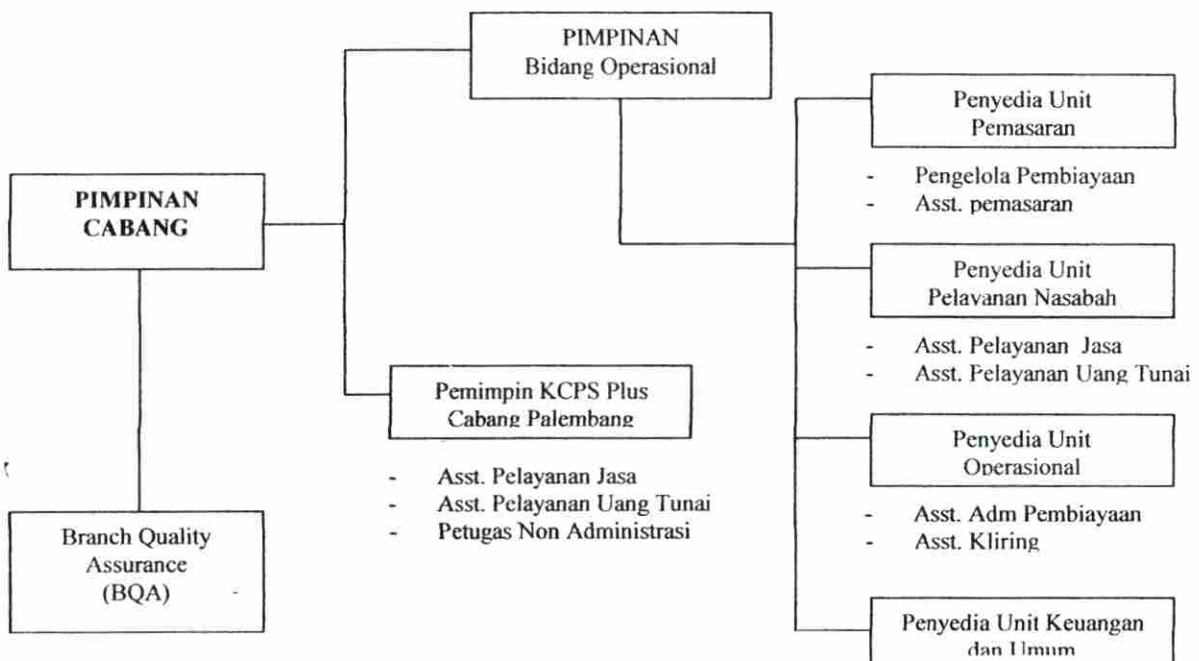 PIMPINAN
Bidang Operasional
Penyedia Unit
Pemasaran
- Pengelola Pembiayaan
- Asst. pemasaran
PIMPINAN
CABANG
Penyedia Unit
Pelayanan Nasabah
- Asst. Pelayanan Jasa
- Asst. Pelayanan Uang Tunai
Pemimpin KCPS Plus
Cabang Palembang
- Asst. Pelayanan Jasa
- Asst. Pelayanan Uang Tunai
- Petugas Non Administrasi
Penyedia Unit
Operasional
- Asst. Adm Pembiayaan
- Asst. Kliring
Branch Quality
Assurance
(BQA)
Penyedia Unit Keuangan
dan Umum